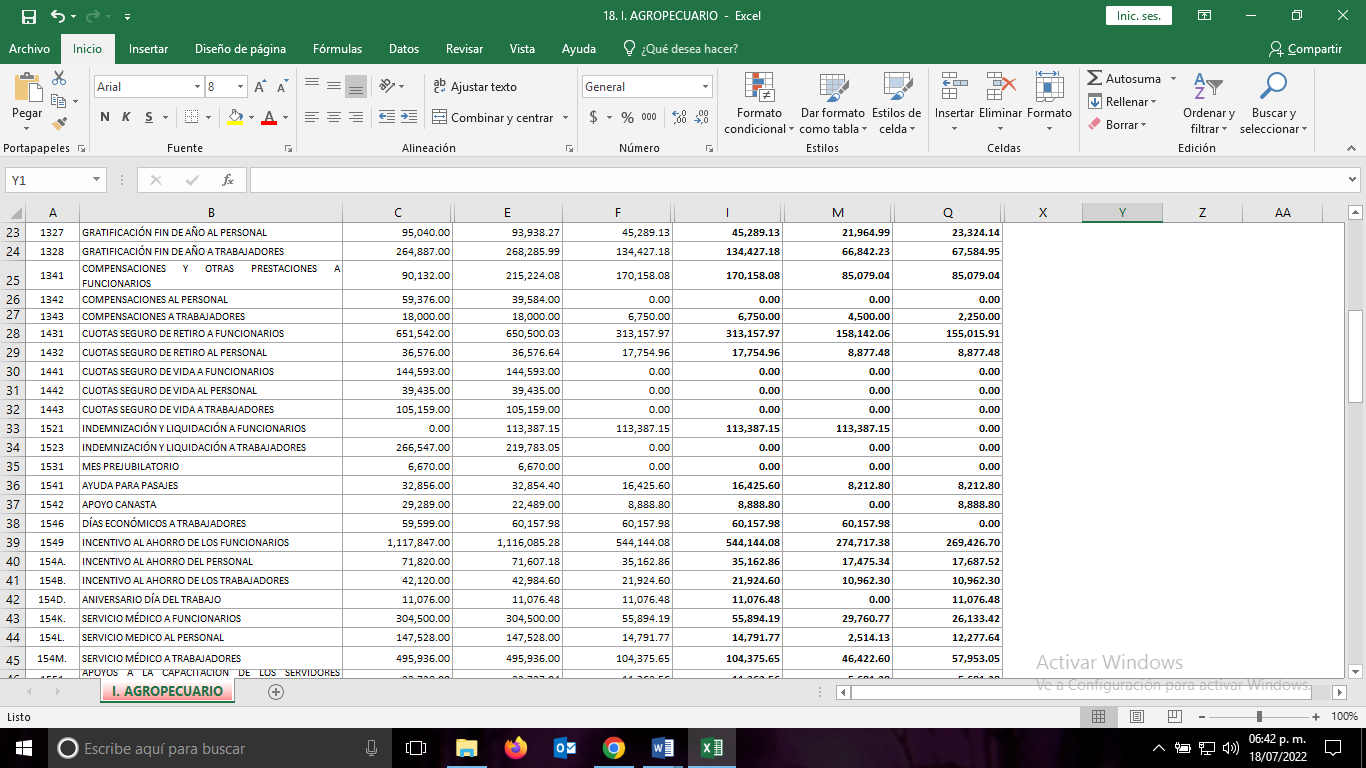 18. I. AGROPECUARIO - Excel
Inic. ses.
Archivo Inicio Insertar Diseño de página Fórmulas Datos Revisar Vista Ayuda ¿Qué desea hacer? Compartir
Pegar
Arial 8
N K S
Ajustar texto
Combinar y centrar
General
$ % 000
Formato condicional
Dar formato como tabla
Estilos de celda
Insertar Eliminar Formato
Autosuma
Rellenar
Borrar
Ordenar y filtrar
Buscar y seleccionar
Portapapeles Fuente Alineación Número Estilos Celdas Edición
Y1 fx
A B C E F I M Q X Y Z AA
23 1327 GRATIFICACIÓN FIN DE AÑO AL PERSONAL 95,040.00 93,938.27 45,289.13 45,289.13 21,964.99 23,324.14
24 1328 GRATIFICACIÓN FIN DE AÑO A TRABAJADORES 264,887.00 268,285.99 134,427.18 134,427.18 66,842.23 67,584.95
25 1341 COMPENSACIONES Y OTRAS PRESTACIONES A FUNCIONARIOS 90,132.00 215,224.08 170,158.08 170,158.08 85,079.04 85,079.04
26 1342 COMPENSACIONES AL PERSONAL 59,376.00 39,584.00 0.00 0.00 0.00 0.00
27 1343 COMPENSACIONES A TRABAJADORES 18,000.00 18,000.00 6,750.00 6,750.00 4,500.00 2,250.00
28 1431 CUOTAS SEGURO DE RETIRO A FUNCIONARIOS 651,542.00 650,500.03 313,157.97 313,157.97 158,142.06 155,015.91
29 1432 CUOTAS SEGURO DE RETIRO AL PERSONAL 36,576.00 36,576.64 17,754.96 17,754.96 8,877.48 8,877.48
30 1441 CUOTAS SEGURO DE VIDA A FUNCIONARIOS 144,593.00 144,593.00 0.00 0.00 0.00 0.00
31 1442 CUOTAS SEGURO DE VIDA AL PERSONAL 39,435.00 39,435.00 0.00 0.00 0.00 0.00
32 1443 CUOTAS SEGURO DE VIDA A TRABAJADORES 105,159.00 105,159.00 0.00 0.00 0.00 0.00
33 1521 INDEMNIZACIÓN Y LIQUIDACIÓN A FUNCIONARIOS 0.00 113,387.15 113,387.15 113,387.15 113,387.15 0.00
34 1523 INDEMNIZACIÓN Y LIQUIDACIÓN A TRABAJADORES 266,547.00 219,783.05 0.00 0.00 0.00 0.00
35 1531 MES PREJUBILATORIO 6,670.00 6,670.00 0.00 0.00 0.00 0.00
36 1541 AYUDA PARA PASAJES 32,856.00 32,854.40 16,425.60 16,425.60 8,212.80 8,212.80
37 1542 APOYO CANASTA 29,289.00 22,489.00 8,888.80 8,888.80 0.00 8,888.80
38 1546 DÍAS ECONÓMICOS A TRABAJADORES 59,599.00 60,157.98 60,157.98 60,157.98 60,157.98 0.00
39 1549 INCENTIVO AL AHORRO DE LOS FUNCIONARIOS 1,117,847.00 1,116,085.28 544,144.08 544,144.08 274,717.38 269,426.70
40 154A. INCENTIVO AL AHORRO DEL PERSONAL 71,820.00 71,607.18 35,162.86 35,162.86 17,475.34 17,687.52
41 154B. INCENTIVO AL AHORRO DE LOS TRABAJADORES 42,120.00 42,984.60 21,924.60 21,924.60 10,962.30 10,962.30
42 154D. ANIVERSARIO DÍA DEL TRABAJO 11,076.00 11,076.48 11,076.48 11,076.48 0.00 11,076.48
43 154K. SERVICIO MÉDICO A FUNCIONARIOS 304,500.00 304,500.00 55,894.19 55,894.19 29,760.77 26,133.42
44 154L. SERVICIO MEDICO AL PERSONAL 147,528.00 147,528.00 14,791.77 14,791.77 2,514.13 12,277.64
45 154M. SERVICIO MÉDICO A TRABAJADORES 495,936.00 495,936.00 104,375.65 104,375.65 46,422.60 57,953.05
APOYOS A LA CAPACITACION DE LOS SERVIDORES
Activar Windows
Ve a Configuración para activar Windows.
I. AGROPECUARIO
Listo 100%
Escribe aquí para buscar
06:42 p. m.
18/07/2022